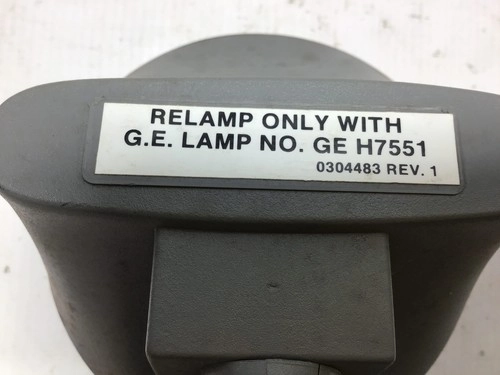 RELAMP ONLY WITH
G.E. LAMP NO. GE H7551
0304483 REV. 1